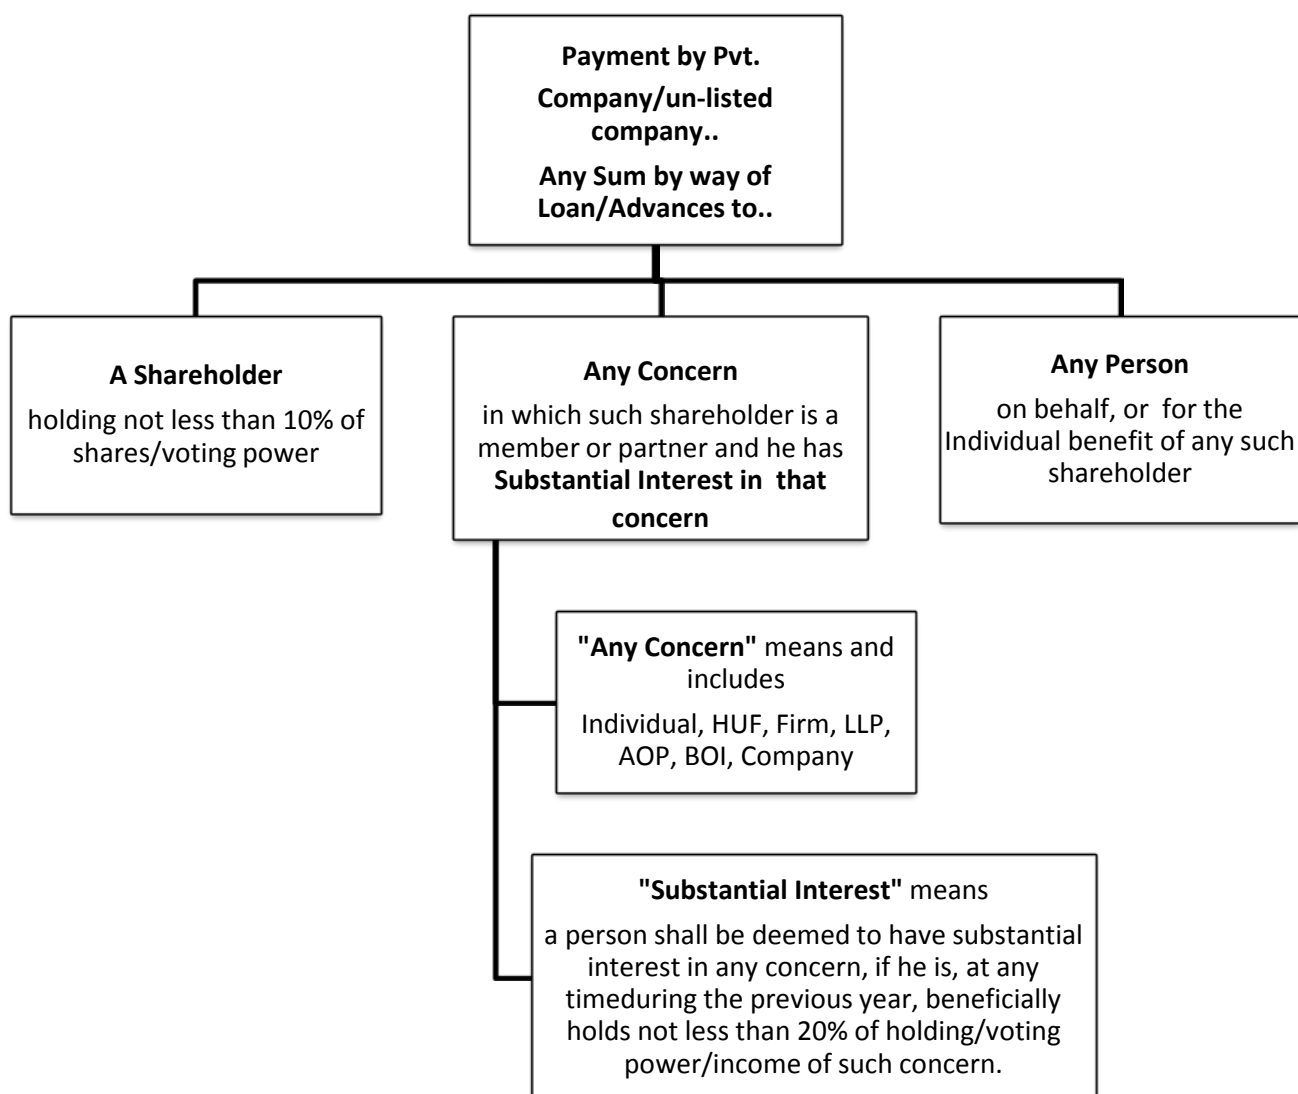 Payment by Pvt.
Company/un-listed
company..
Any Sum by way of
Loan/Advances to..
A Shareholder
holding not less than 10% of
shares/voting power
Any Concern
in which such shareholder is a
member or partner and he has
Substantial Interest in that
concern
Any Person
on behalf, or for the
Individual benefit of any such
shareholder
"Any Concern" means and
includes
Individual, HUF, Firm, LLP,
AOP, BOI, Company
"Substantial Interest" means
a person shall be deemed to have substantial
interest in any concern, if he is, at any
timeduring the previous year, beneficially
holds not less than 20% of holding/voting
power/income of such concern.